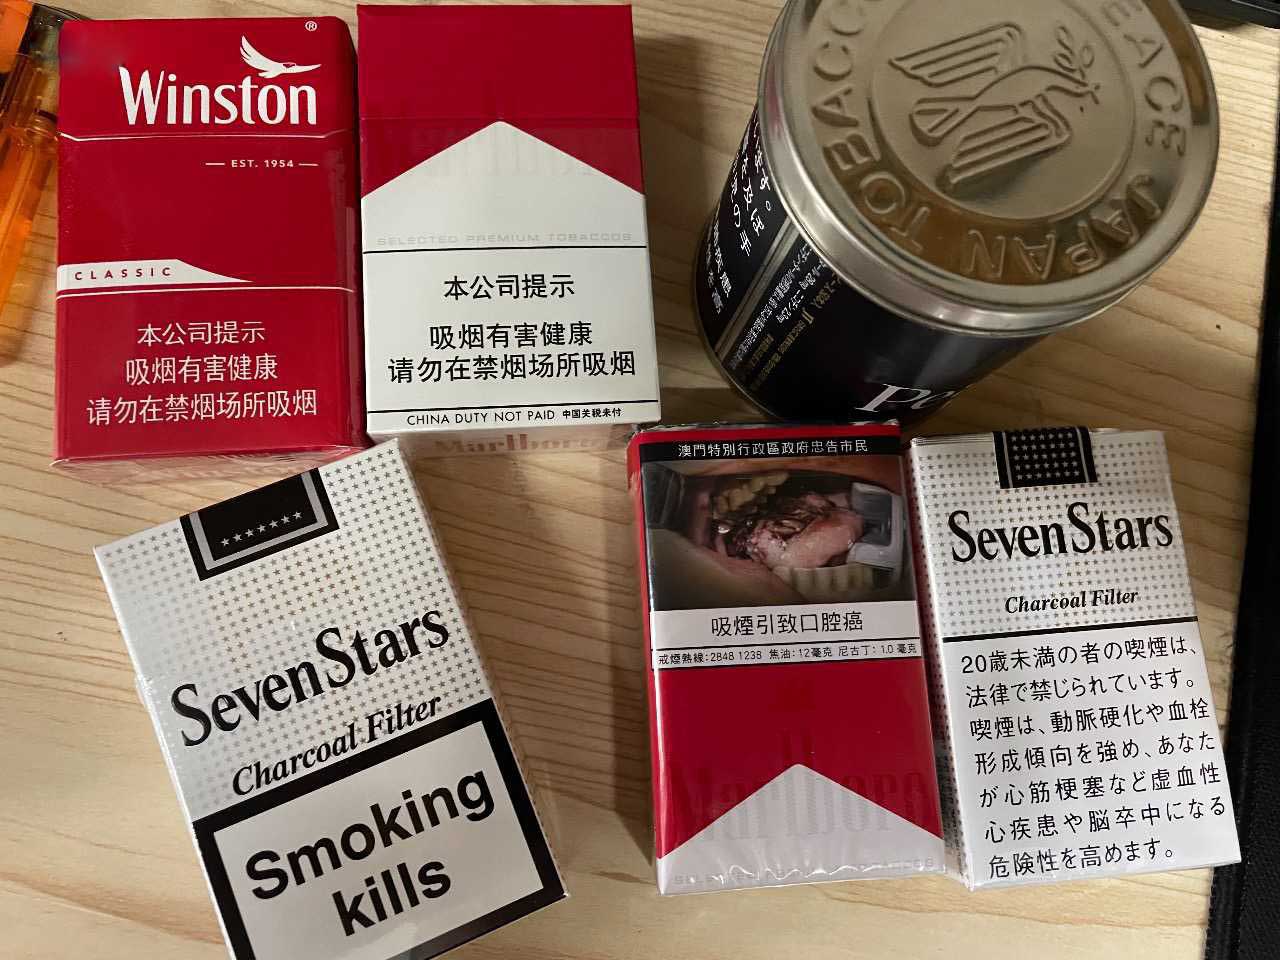 Winston
®
EST. 1954
CLASSIC
本公司提示
吸烟有害健康
请勿在禁烟场所吸烟
SELECTED PREMIUM TOBACCOS
本公司提示
吸烟有害健康
请勿在禁烟场所吸烟
CHINA DUTY NOT PAID 中国关税未付
Marlboro
PEACE JAPAN TOBACCO
SevenStars
Charcoal Filter
Smoking
kills
澳門特別行政區政府忠告市民
吸煙引致口腔癌
戒煙熱線:2848 1238 焦油:12毫克 尼古丁:1.0 毫克
Marlboro
SevenStars
Charcoal Filter
20歳未満の者の喫煙は、
法律で禁じられています。
喫煙は、動脈硬化や血栓
形成傾向を強め、あなた
が心筋梗塞など虚血性
心疾患や脳卒中になる
危険性を高めます。